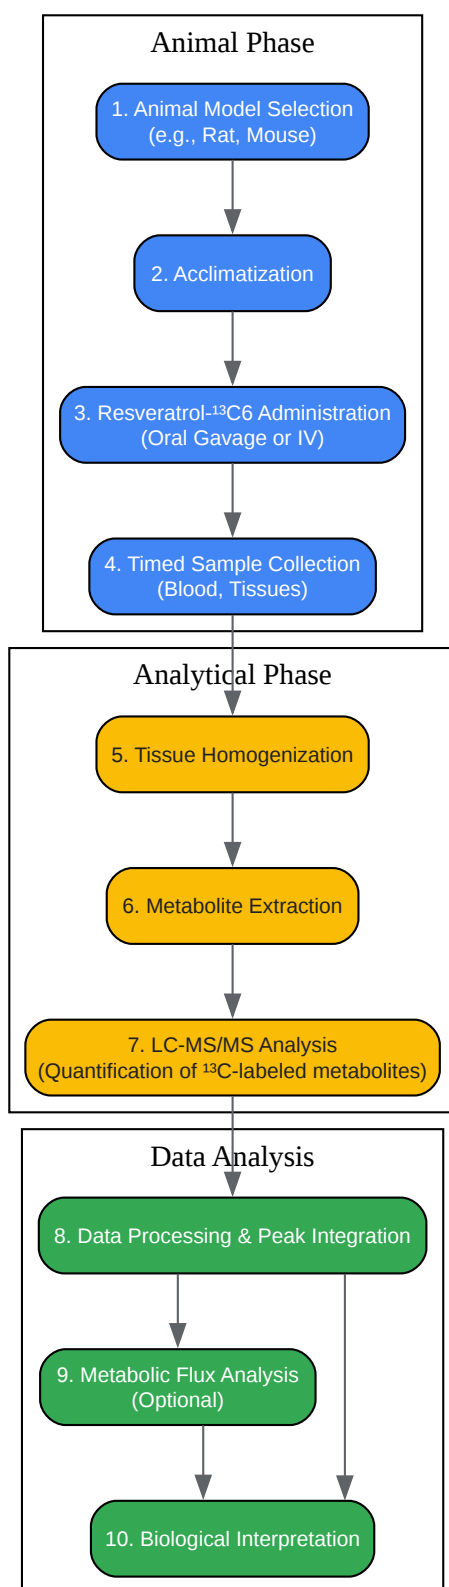 Animal Phase
1. Animal Model Selection
(e.g., Rat, Mouse)
2. Acclimatization
3. Resveratrol-¹³C6 Administration
(Oral Gavage or IV)
4. Timed Sample Collection
(Blood, Tissues)
Analytical Phase
5. Tissue Homogenization
6. Metabolite Extraction
7. LC-MS/MS Analysis
(Quantification of ¹³C-labeled metabolites)
Data Analysis
8. Data Processing & Peak Integration
9. Metabolic Flux Analysis
(Optional)
10. Biological Interpretation